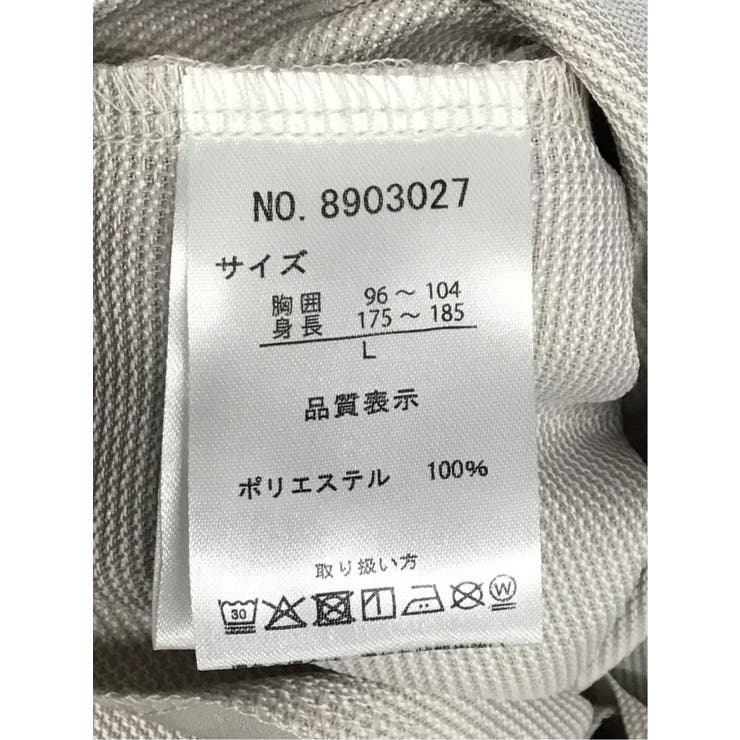 NO. 8903027
サイズ
胸囲 96～104
身長 175～185
L
品質表示
ポリエステル 100%
取り扱い方
30 W